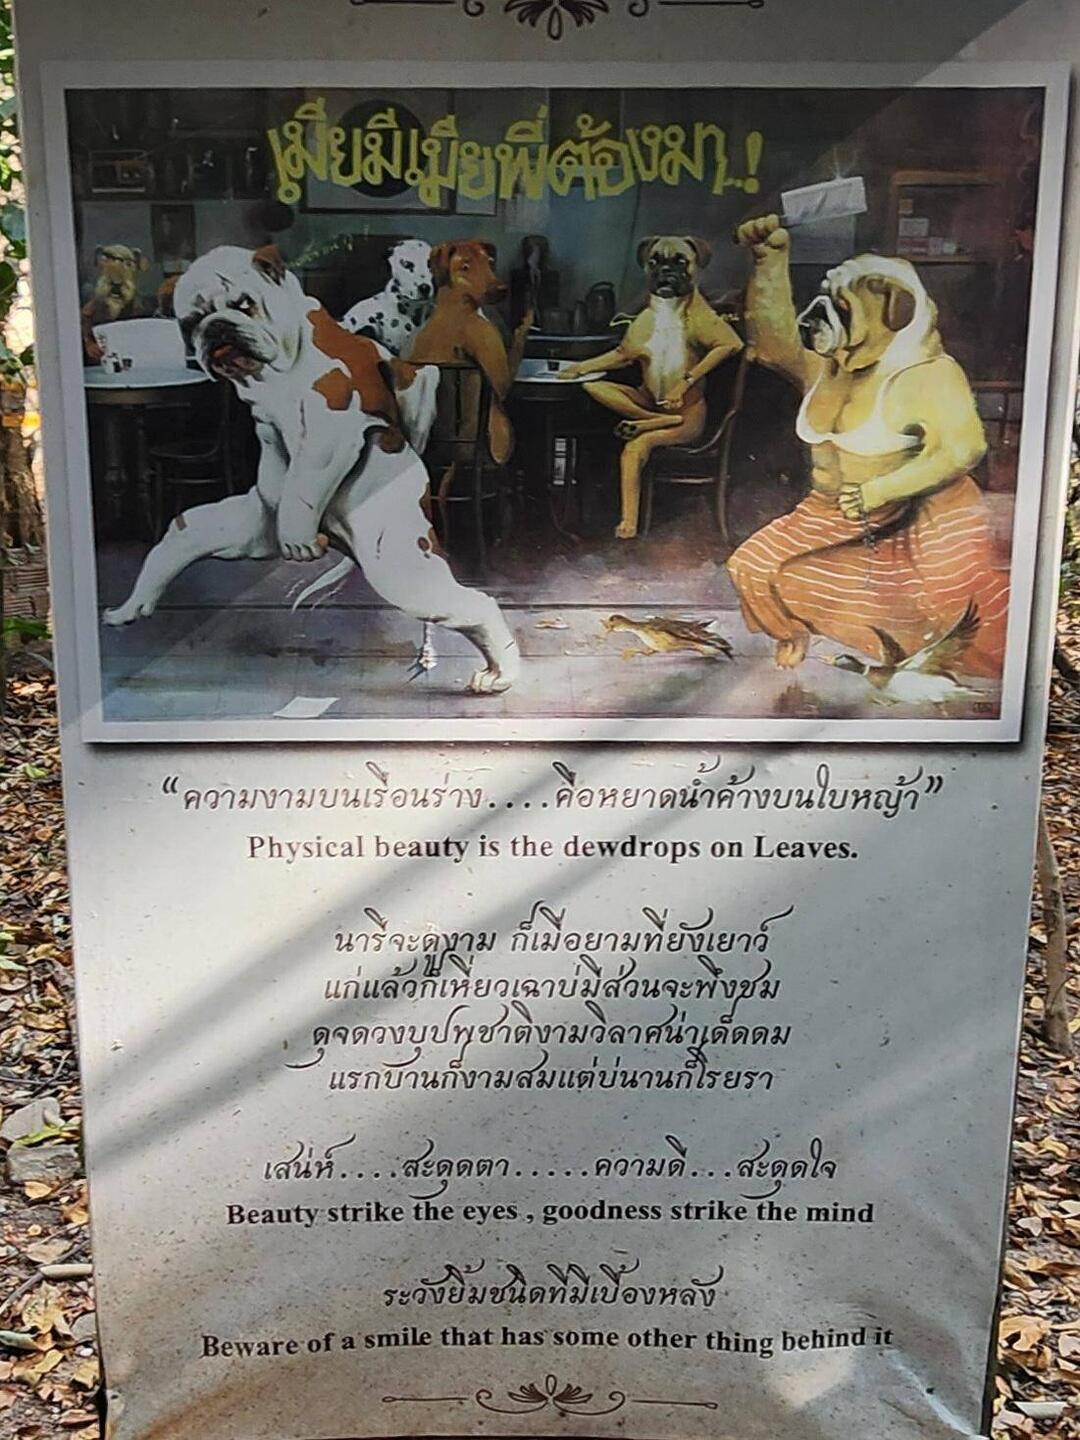 เมียมีเมียพี่ต้องมา..!
“ความงามบนเรือนร่าง....คือหยาดน้ำค้างบนใบหญ้า”
Physical beauty is the dewdrops on Leaves.
นารีจะดูงาม ก็เมื่อยามที่ยังเยาว์
แก่แล้วก็เหี่ยวเฉาบ่มีส่วนจะพึงชม
ดุจดวงบุปพชาติงามวิลาศน่าเด็ดดม
แรกบานก็งามสมแต่บ่นานก็โรยรา
เสน่ห์....สะดุดตา.....ความดี...สะดุดใจ
Beauty strike the eyes , goodness strike the mind
ระวังยิ้มชนิดที่มีเบื้องหลัง
Beware of a smile that has some other thing behind it